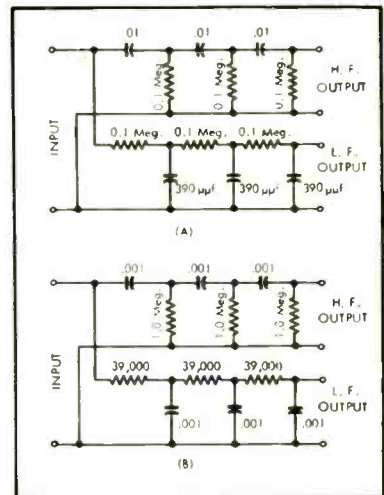 .01 .01 .01
0.1 Meg. 0.1 Meg. 0.1 Meg.
H. F.
OUTPUT
INPUT
0.1 Meg. 0.1 Meg. 0.1 Meg.
L. F.
OUTPUT
390 μμF 390 μμF 390 μμF
(A)
.001 .001 .001
1.0 Meg. 1.0 Meg. 1.0 Meg.
H. F.
OUTPUT
INPUT
39,000 39,000 39,000
L. F.
OUTPUT
.001 .001 .001
(B)